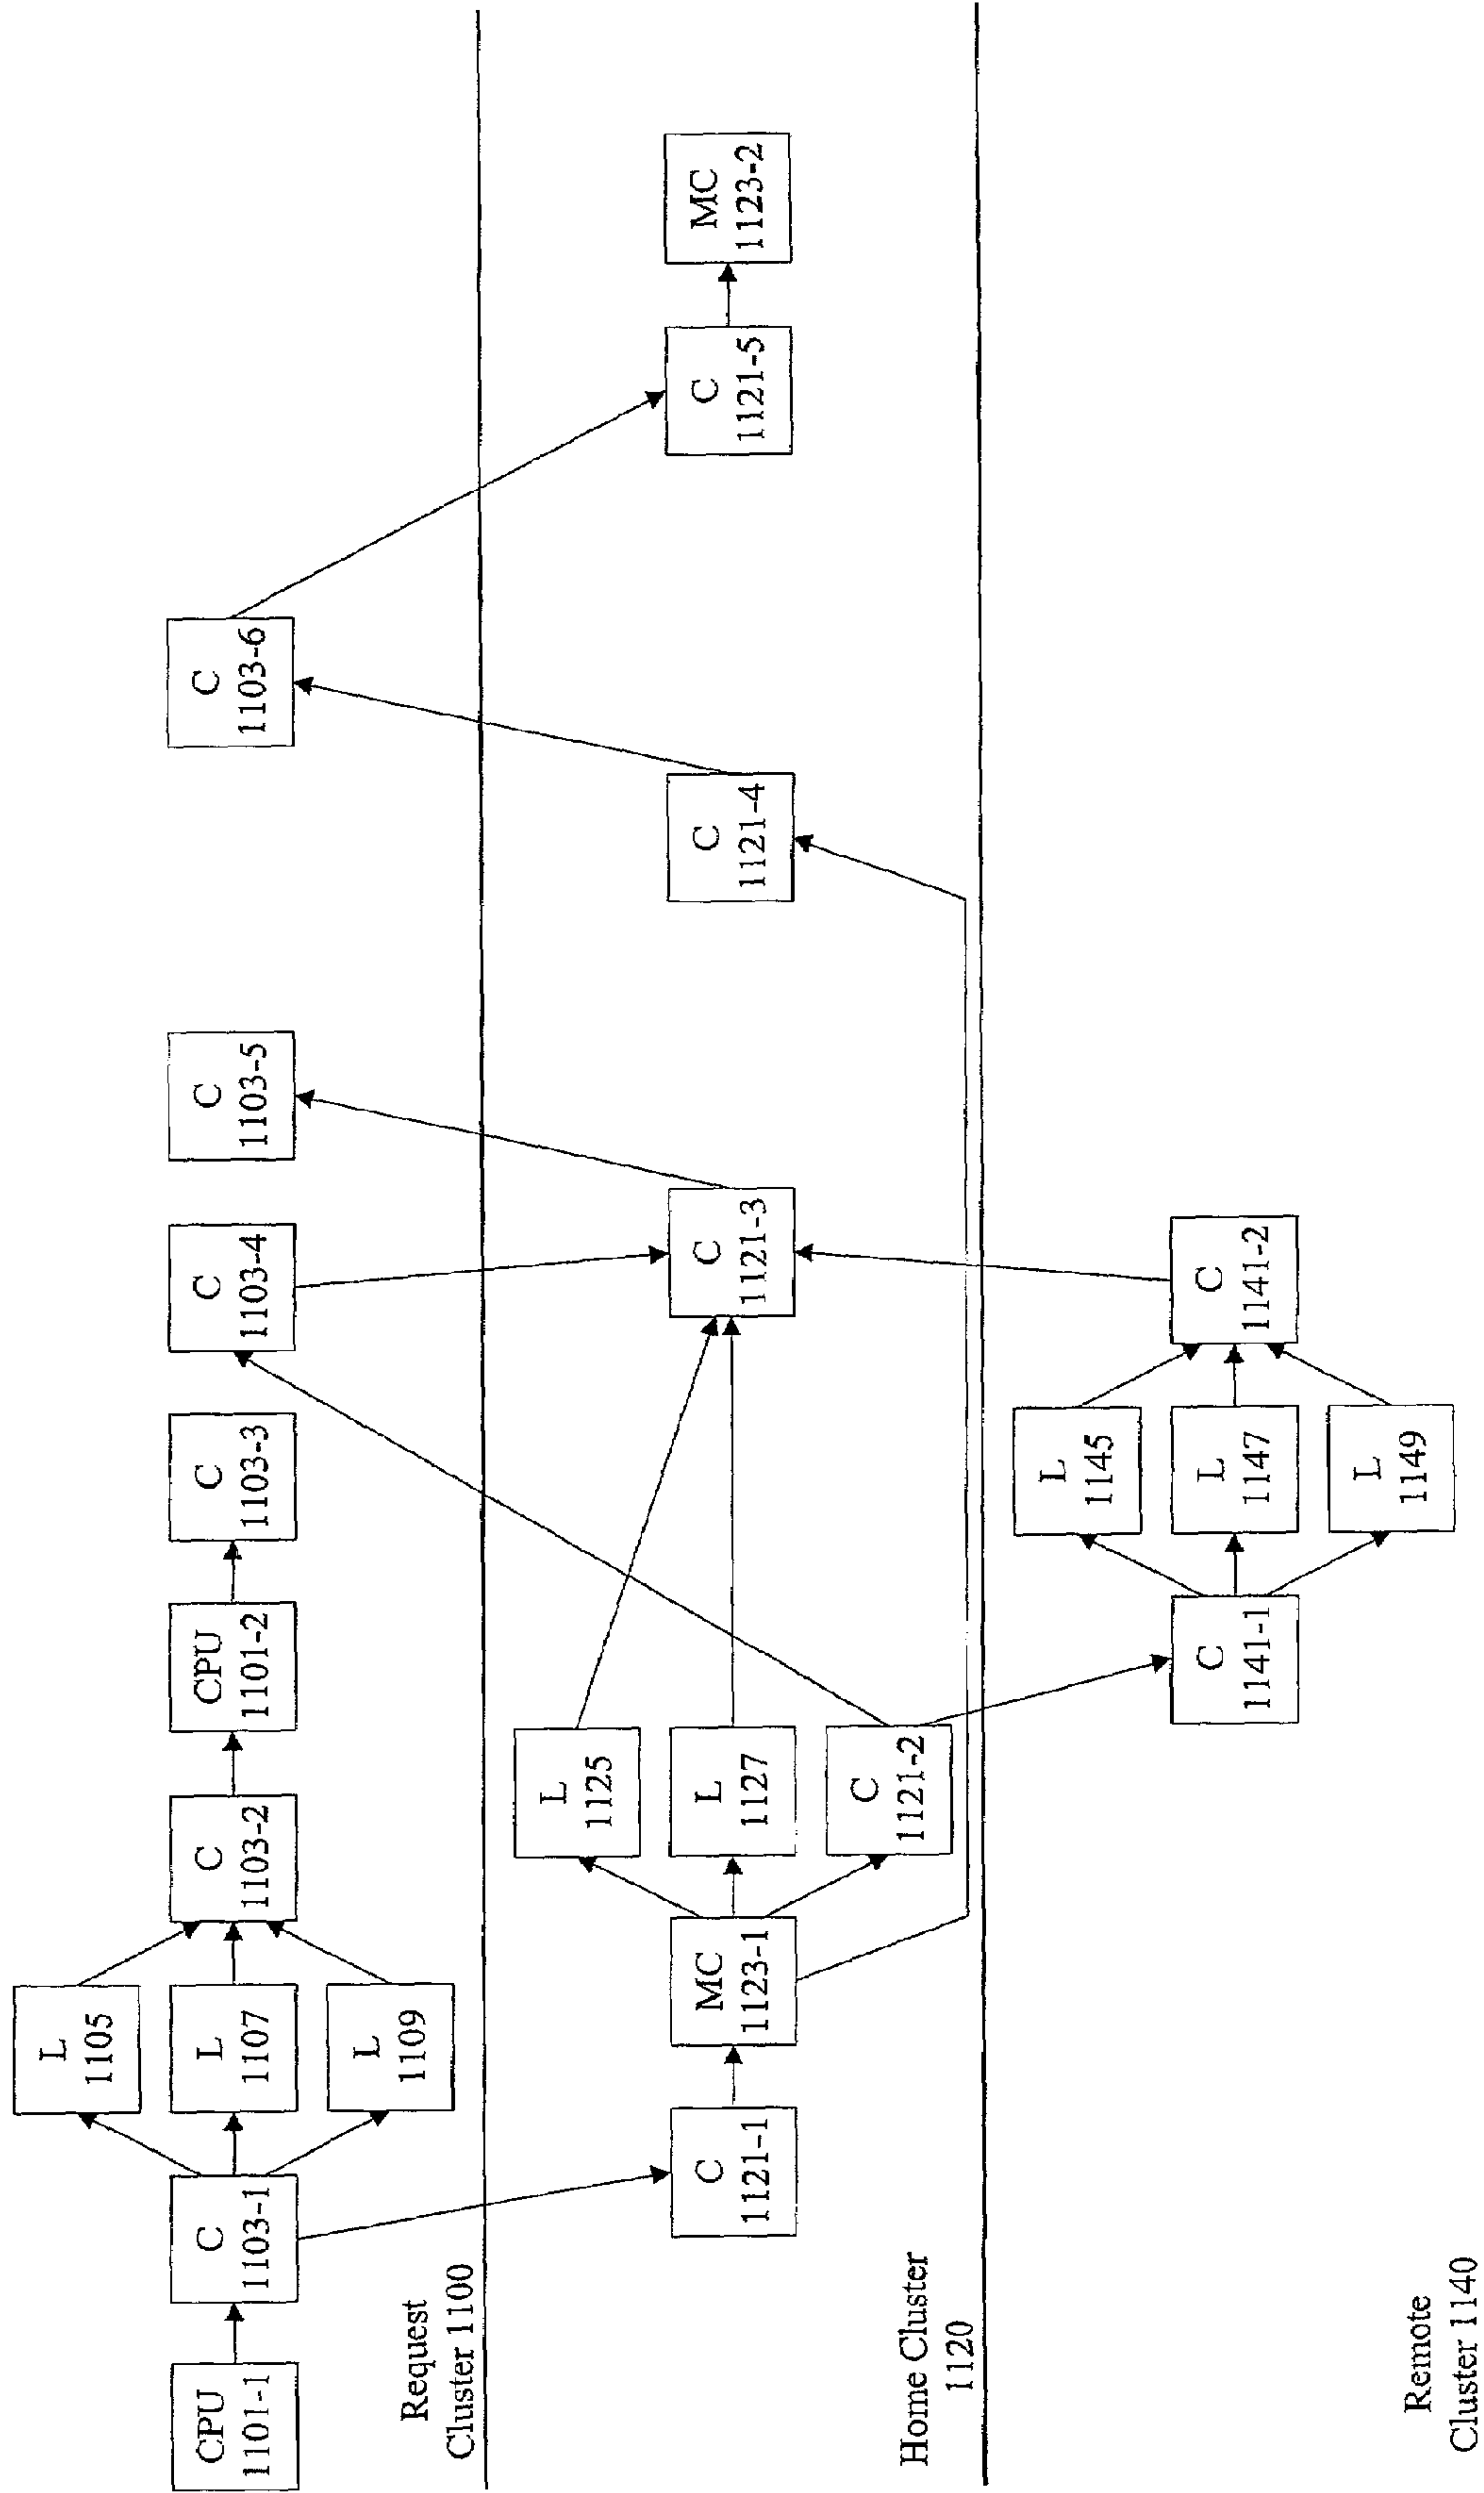 CPU
1101-1
C
1103-1
L
1105
L
1107
L
1109
C
1103-2
CPU
1101-2
C
1103-3
C
1103-4
C
1103-5
C
1103-6
Request
Cluster 1100
C
1121-1
MC
1123-1
L
1125
L
1127
C
1121-2
C
1121-3
C
1121-4
C
1121-5
MC
1123-2
Home Cluster
1120
C
1141-1
L
1145
L
1147
L
1149
C
1141-2
Remote
Cluster 1140